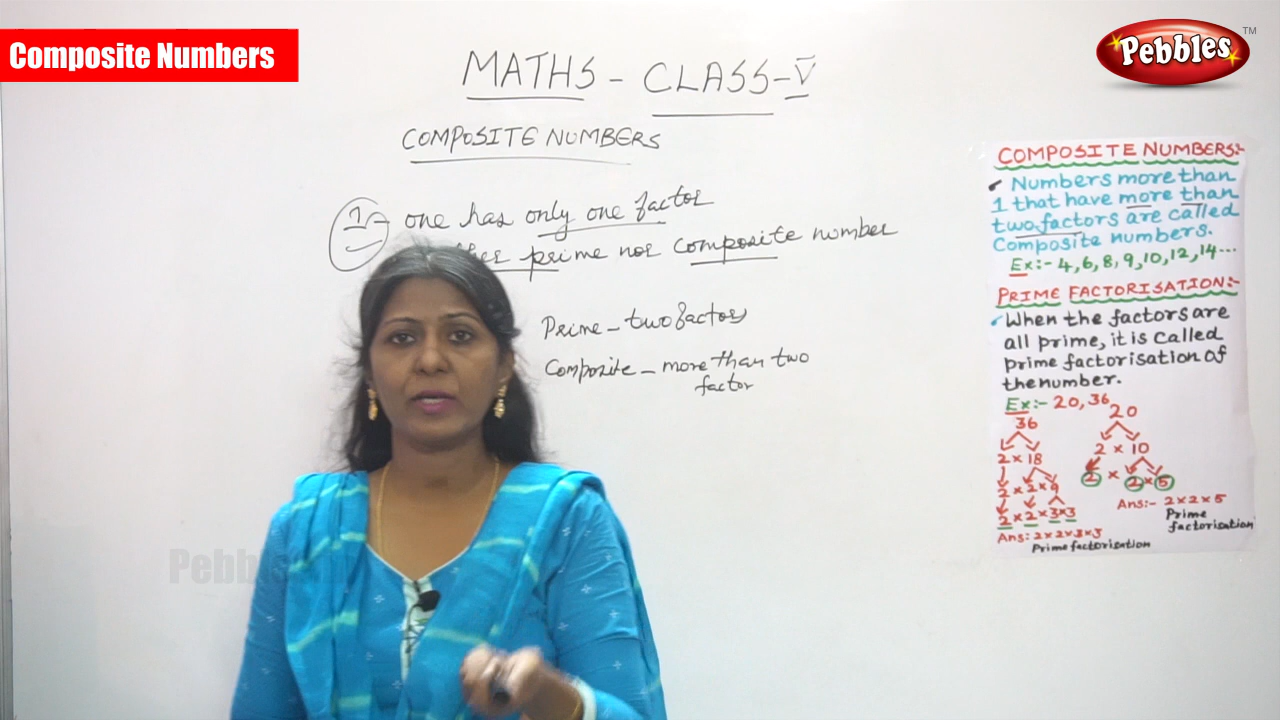 Composite Numbers
Pebbles TM
MATHS - CLASS - V
COMPOSITE NUMBERS
1 - one has only one factor
prime nor composite number
Prime - two factors
Composite - more than two
factor
COMPOSITE NUMBERS:-
Numbers more than
1 that have more than
two factors are called
Composite numbers.
Ex:- 4,6,8,9,10,12,14...
PRIME FACTORISATION:-
When the factors are
all prime, it is called
prime factorisation of
the number.
Ex:- 20, 36
36
2 × 18
2 × 2 × 9
2 × 2 × 3 × 3
Ans: 2×2×3×3
Prime factorisation
20
2 × 10
2 × 2 × 5
Ans:- 2×2×5
Prime
factorisation